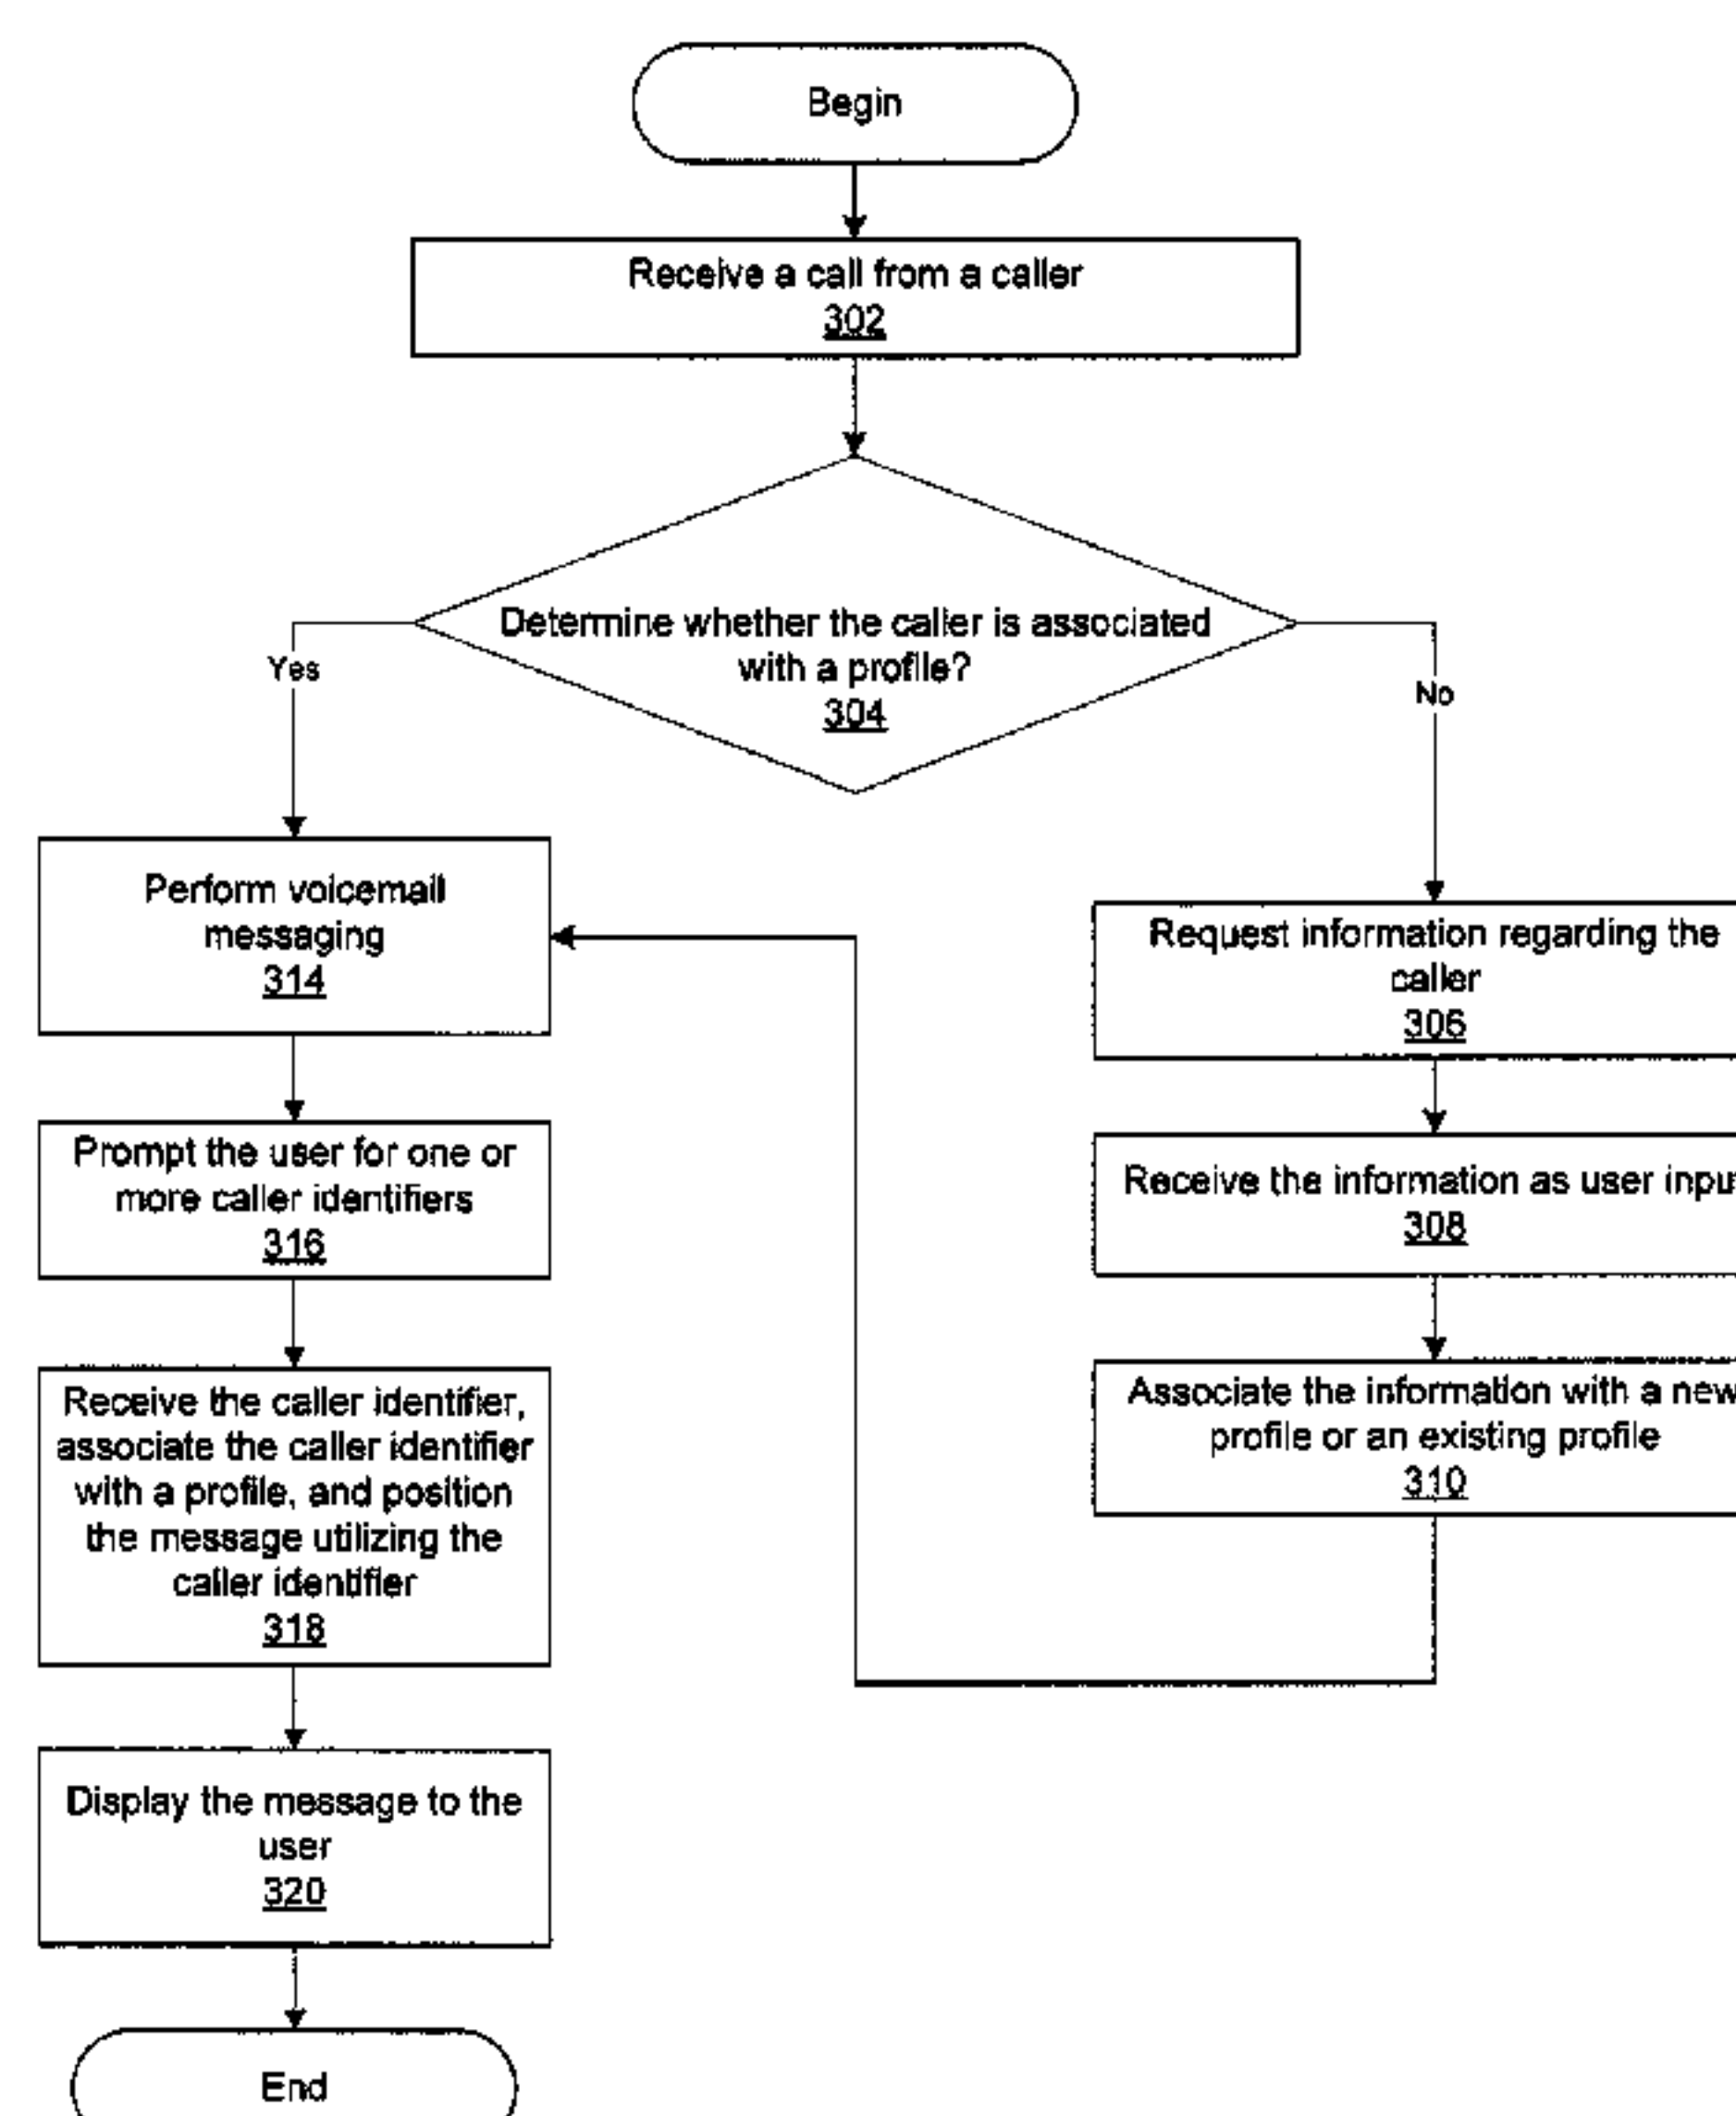 Begin
Receive a call from a caller
302
Determine whether the caller is associated
with a profile?
304
Yes
No
Perform voicemail
messaging
314
Prompt the user for one or
more caller identifiers
316
Receive the caller identifier,
associate the caller identifier
with a profile, and position
the message utilizing the
caller identifier
318
Display the message to the
user
320
End
Request information regarding the
caller
306
Receive the information as user input
308
Associate the information with a new
profile or an existing profile
310